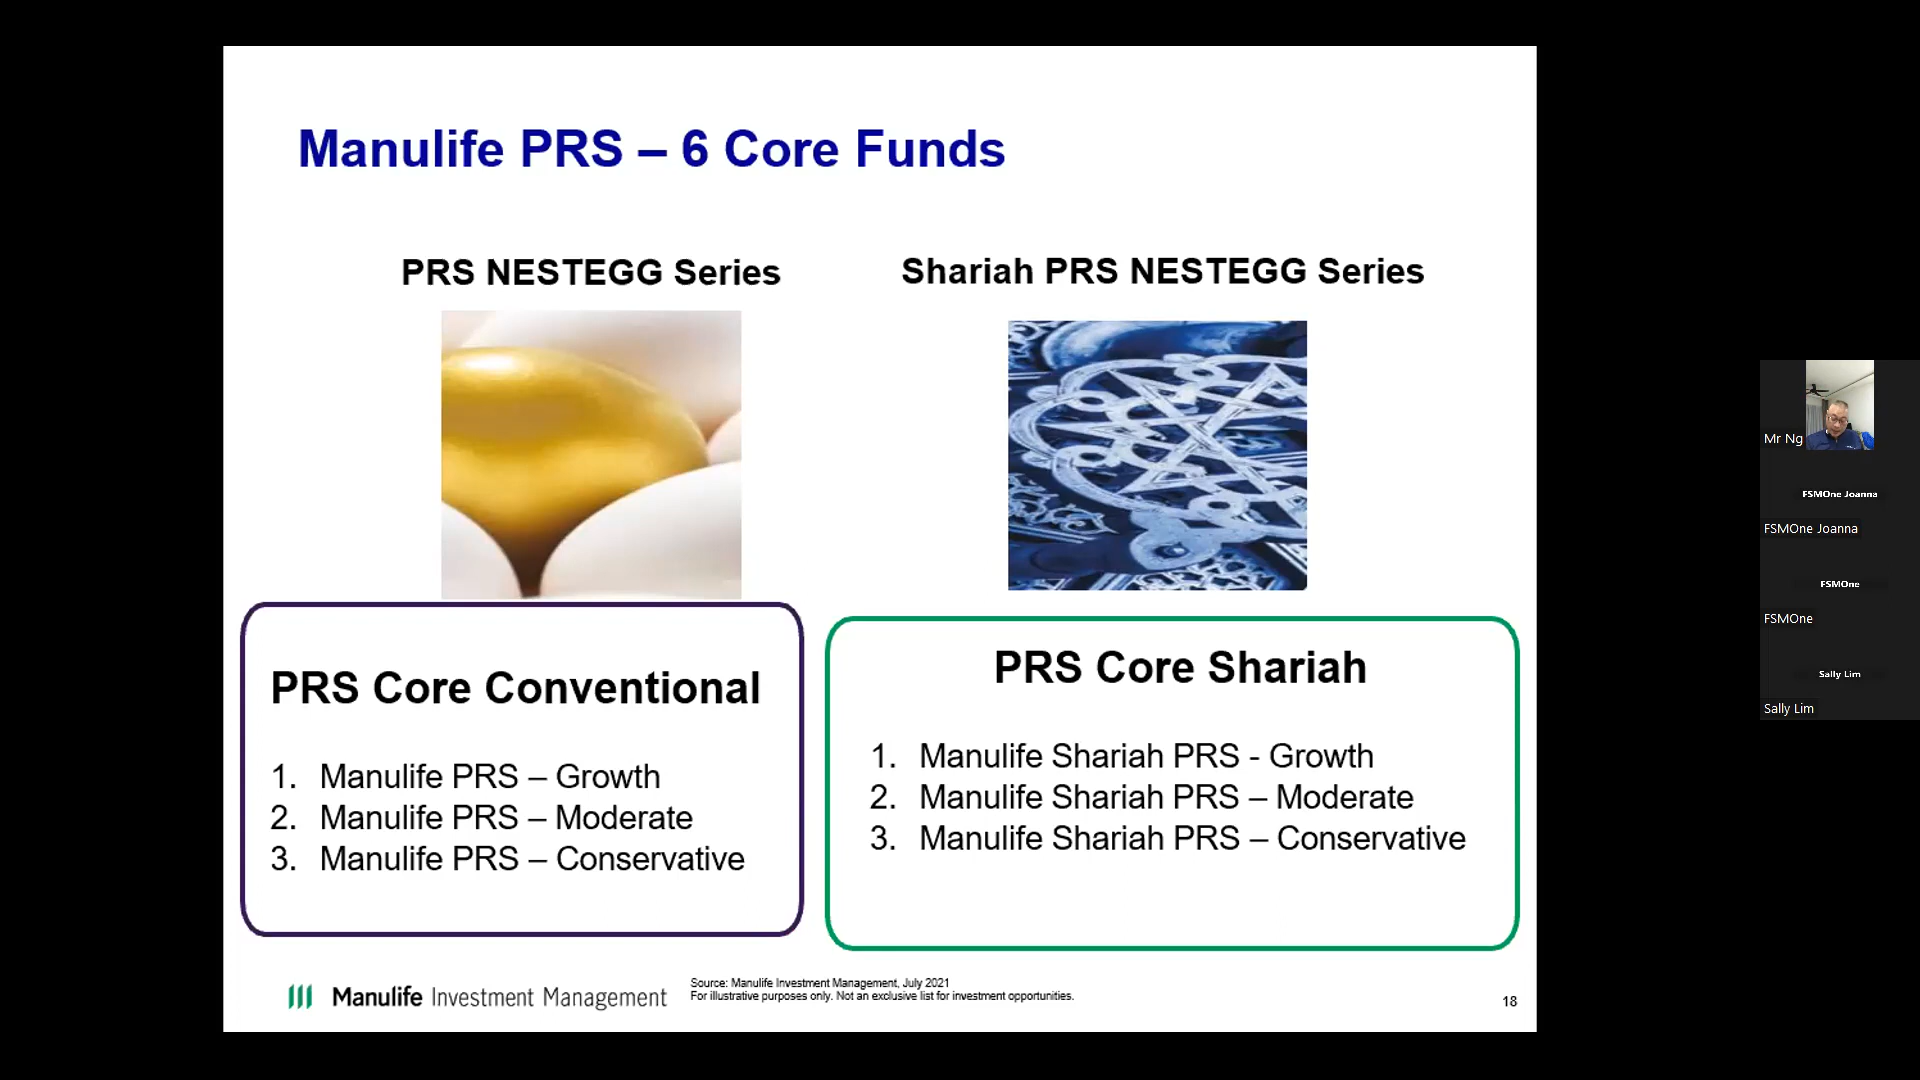 Manulife PRS – 6 Core Funds
PRS NESTEGG Series
Shariah PRS NESTEGG Series
PRS Core Conventional
1. Manulife PRS – Growth
2. Manulife PRS – Moderate
3. Manulife PRS – Conservative
PRS Core Shariah
1. Manulife Shariah PRS - Growth
2. Manulife Shariah PRS – Moderate
3. Manulife Shariah PRS – Conservative
Manulife Investment Management
Source: Manulife Investment Management, July 2021
For illustrative purposes only. Not an exclusive list for investment opportunities.
18
Mr Ng
FSMOne Joanna
FSMOne Joanna
FSMOne
FSMOne
Sally Lim
Sally Lim